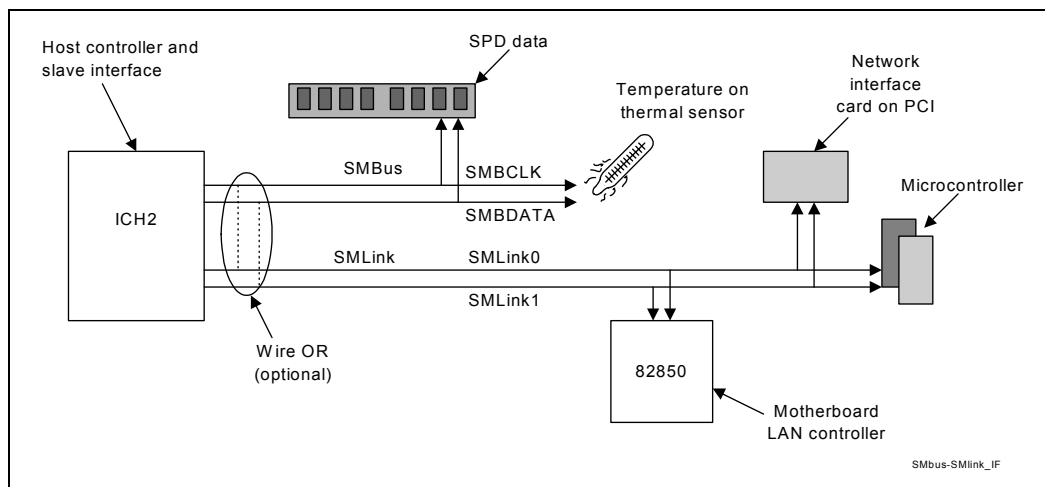 Host controller and
slave interface
SPD data
Temperature on
thermal sensor
Network
interface
card on PCI
Microcontroller
SMBus
SMBCLK
SMBDATA
ICH2
SMLink
SMLink0
SMLink1
Wire OR
(optional)
82850
Motherboard
LAN controller
SMbus-SMlink_IF